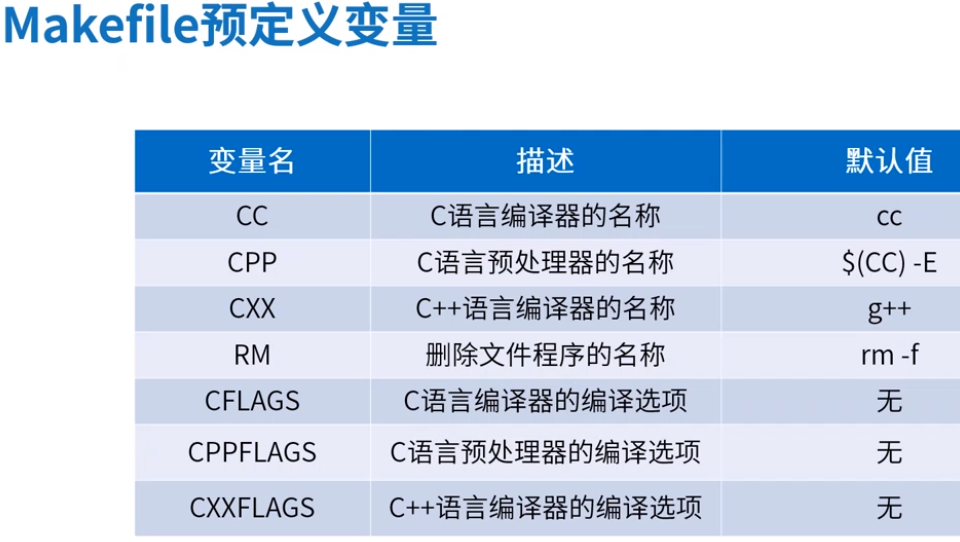 Makefile预定义变量
变量名 描述 默认值
CC C语言编译器的名称 cc
CPP C语言预处理器的名称 $(CC) -E
CXX C++语言编译器的名称 g++
RM 删除文件程序的名称 rm -f
CFLAGS C语言编译器的编译选项 无
CPPFLAGS C语言预处理器的编译选项 无
CXXFLAGS C++语言编译器的编译选项 无